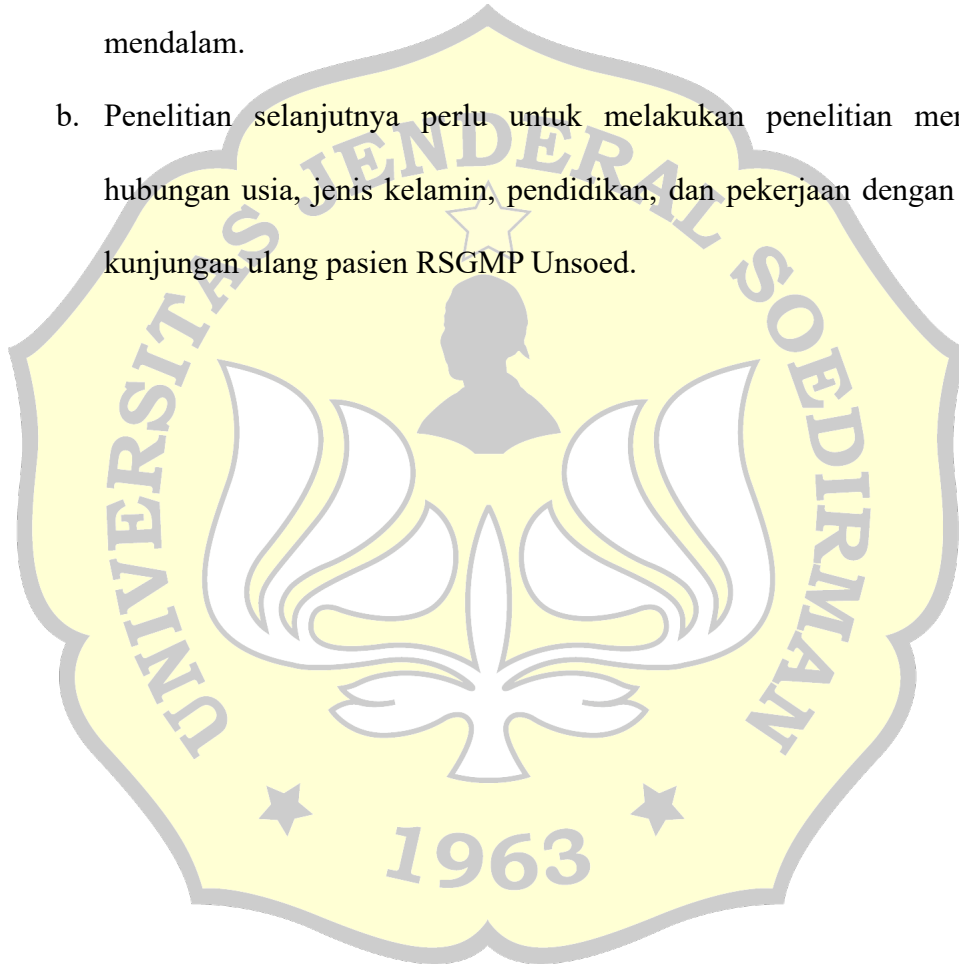 mendalam.
b. Penelitian selanjutnya perlu untuk melakukan penelitian
hubungan usia, jenis kelamin, pendidikan, dan pekerjaan dengan
kunjungan ulang pasien RSGMP Unsoed.
UNIVERSITAS JENDERAL SOEDIRMAN
1963